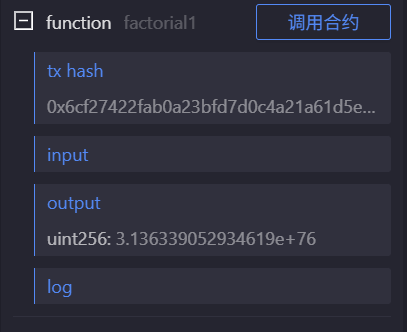 function factorial1 调用合约
tx hash
0x6cf27422fab0a23bfd7d0c4a21a61d5e...
input
output
uint256: 3.136339052934619e+76
log